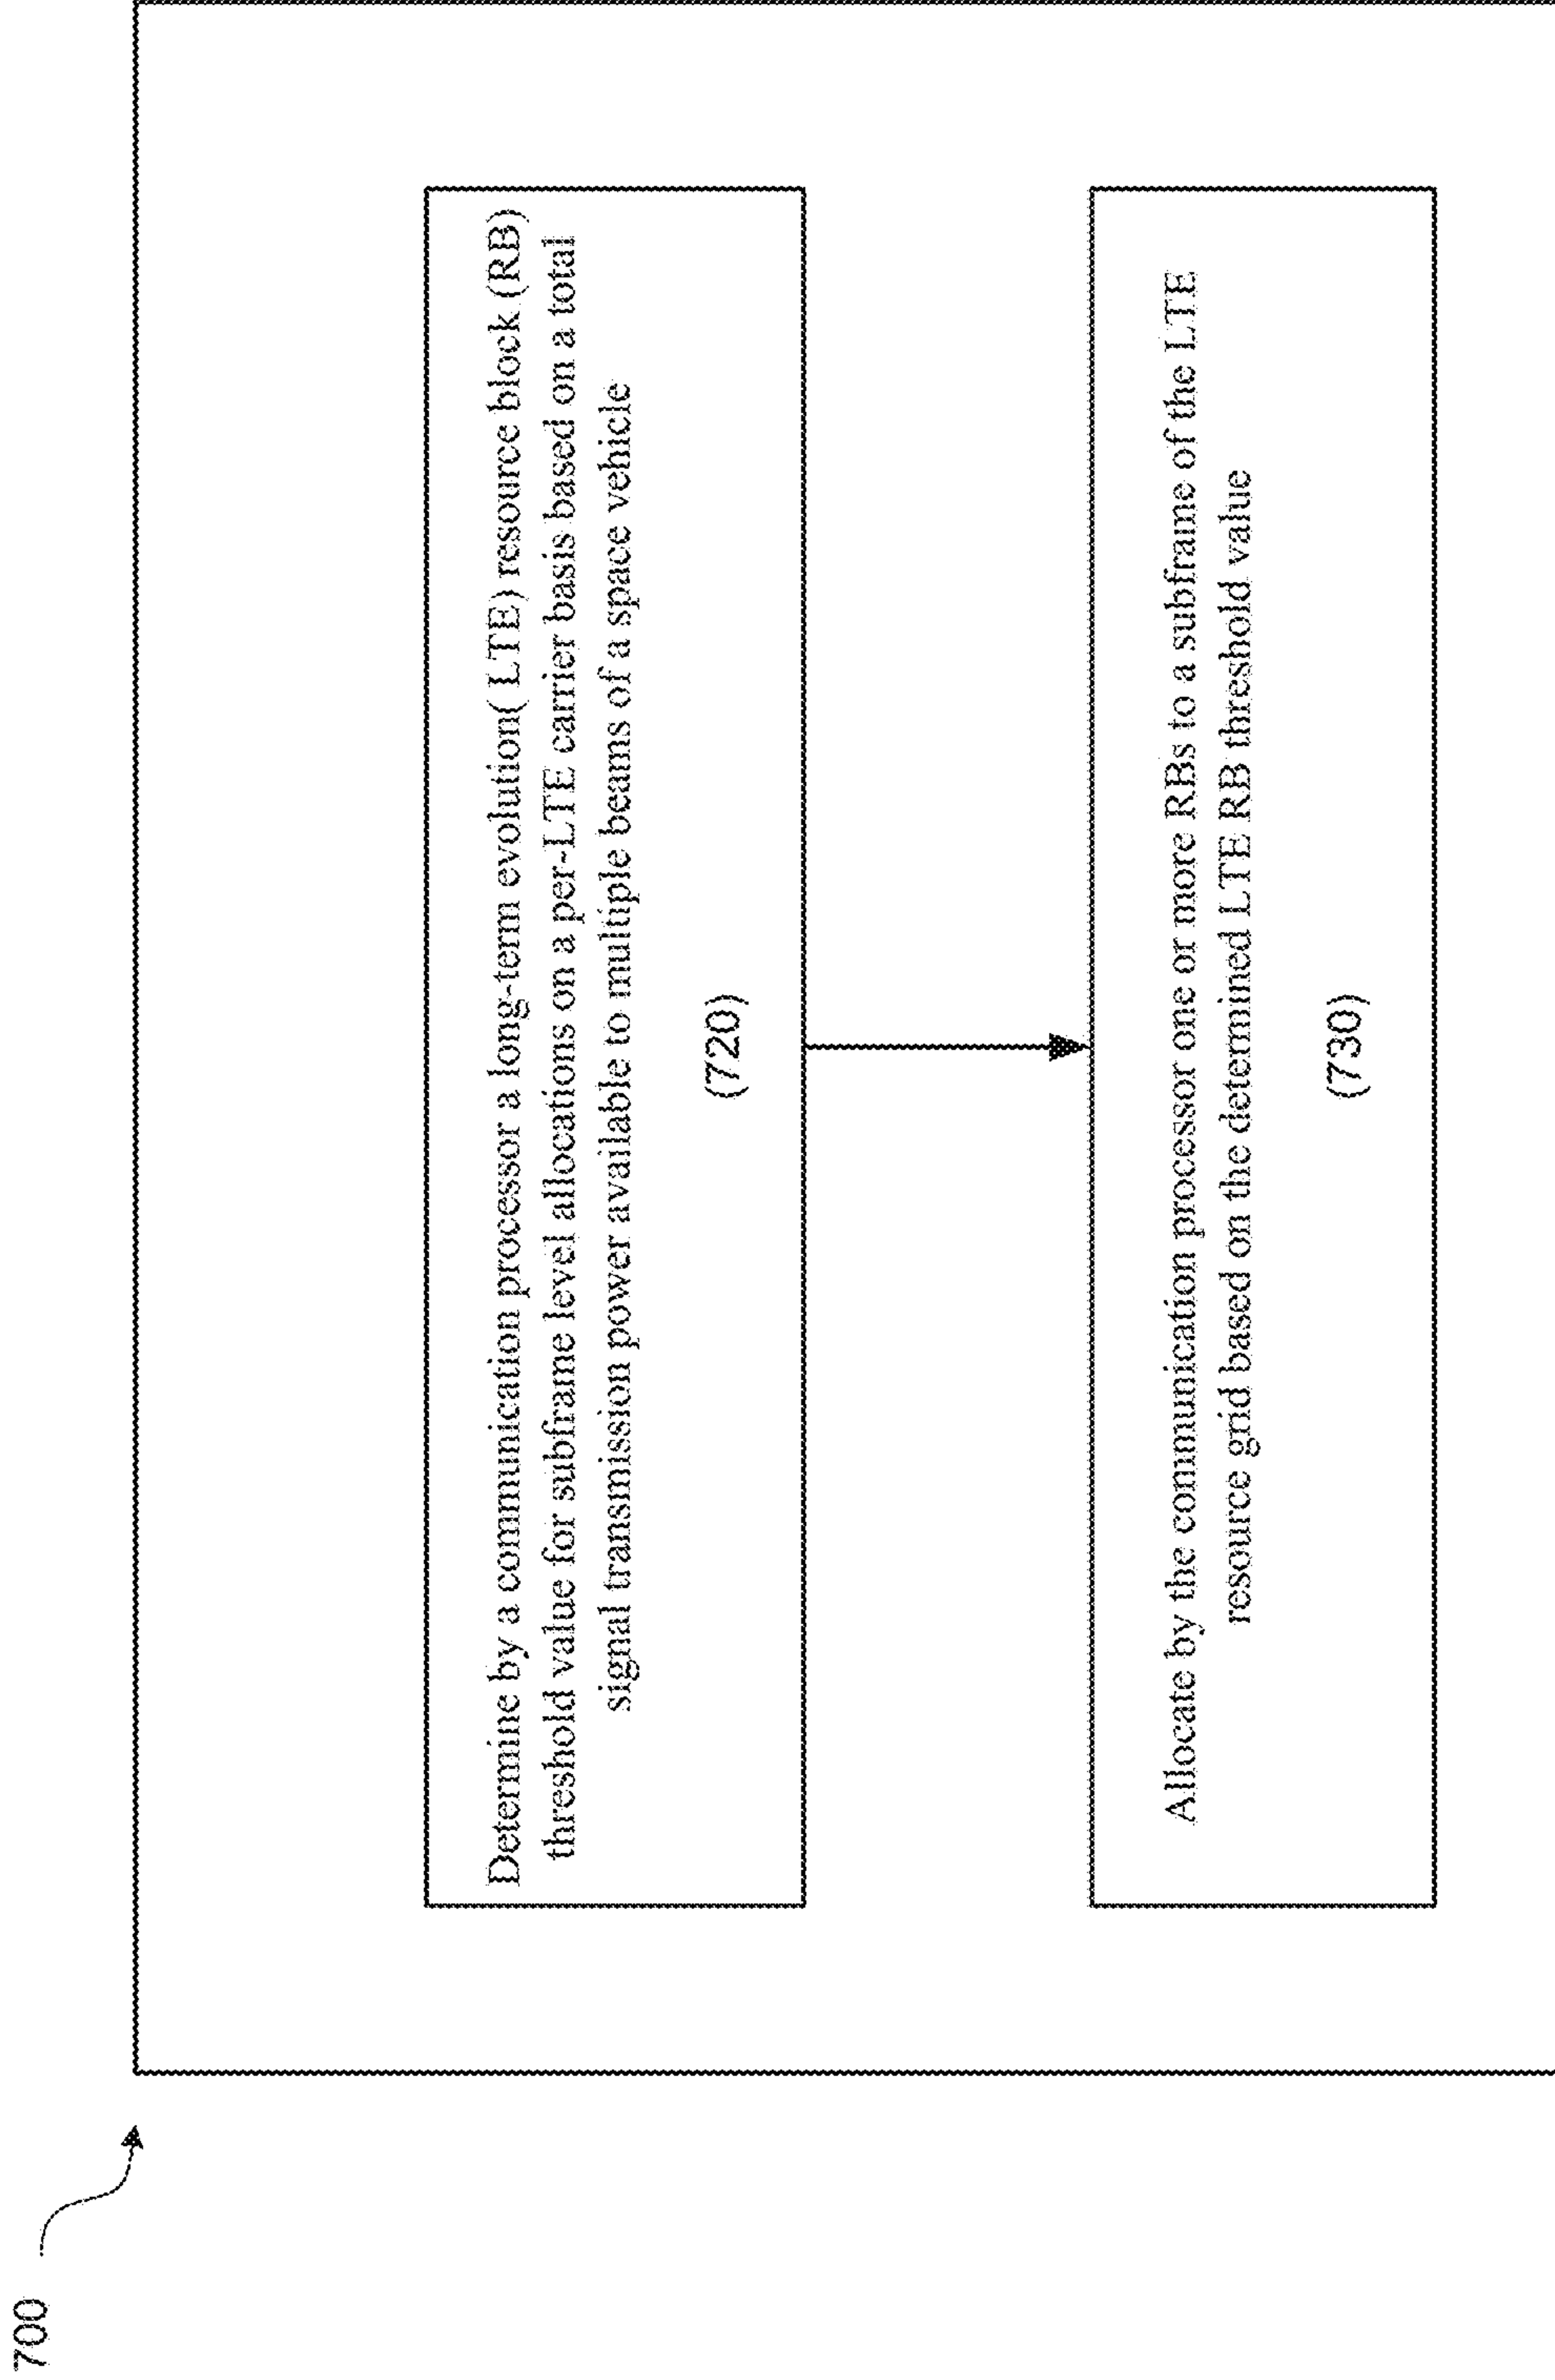 700
Determine by a communication processor a long-term evolution( LTE) resource block (RB)
threshold value for subframe level allocations on a per-LTE carrier basis based on a total
signal transmission power available to multiple beams of a space vehicle
(720)
Allocate by the communication processor one or more RBs to a subframe of the LTE
resource grid based on the determined LTE RB threshold value
(730)